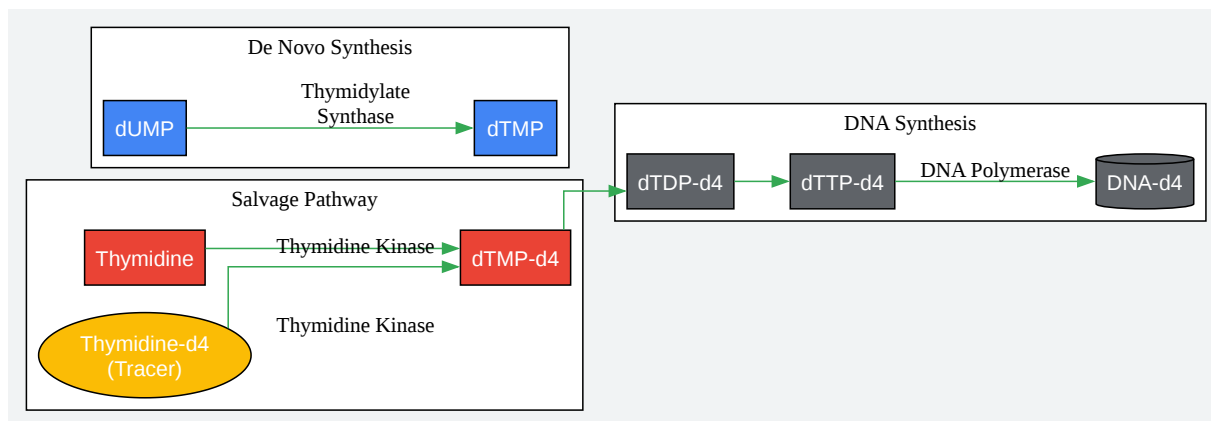 De Novo Synthesis
Thymidylate
Synthase
dUMP
dTMP
DNA Synthesis
dTDP-d4
dTTP-d4
DNA Polymerase
DNA-d4
Salvage Pathway
Thymidine
Thymidine Kinase
dTMP-d4
Thymidine Kinase
Thymidine-d4
(Tracer)